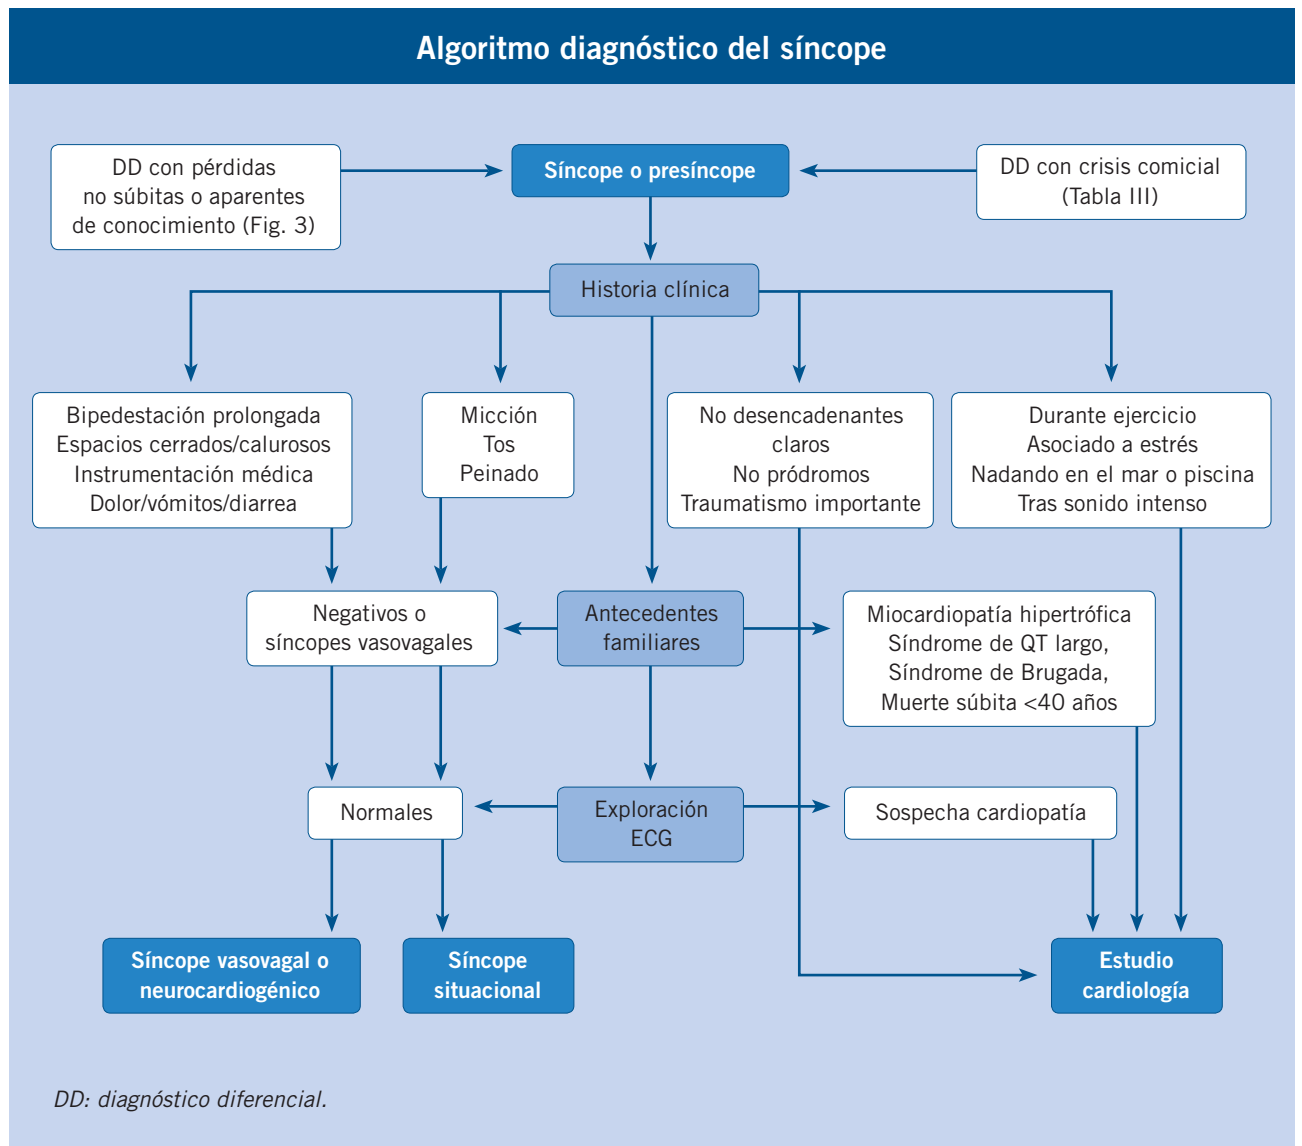 Algoritmo diagnóstico del síncope
DD con pérdidas
no súbitas o aparentes
de conocimiento (Fig. 3)
Síncope o presíncope
DD con crisis comicial
(Tabla III)
Historia clínica
Bipedestación prolongada
Espacios cerrados/calurosos
Instrumentación médica
Dolor/vómitos/diarrea
Micción
Tos
Peinado
No desencadenantes
claros
No pródromos
Traumatismo importante
Durante ejercicio
Asociado a estrés
Nadando en el mar o piscina
Tras sonido intenso
Negativos o
síncopes vasovagales
Antecedentes
familiares
Miocardiopatía hipertrófica
Síndrome de QT largo,
Síndrome de Brugada,
Muerte súbita <40 años
Normales
Exploración
ECG
Sospecha cardiopatía
Síncope vasovagal o
neurocardiogénico
Síncope
situacional
Estudio
cardiología
DD: diagnóstico diferencial.